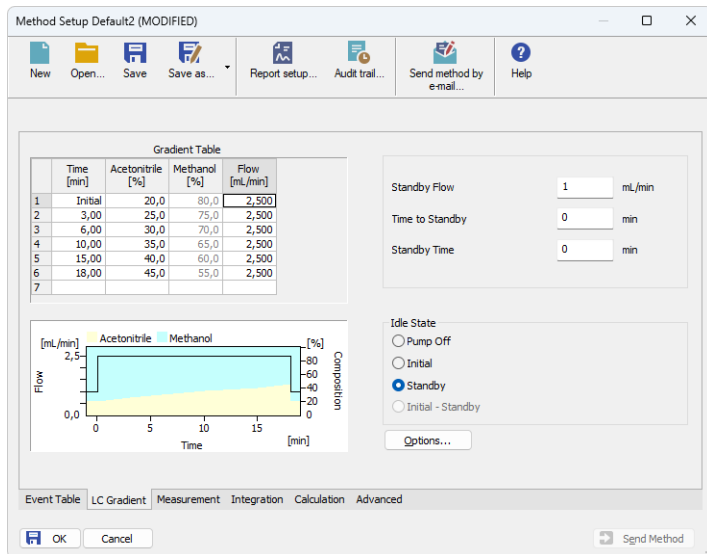 Method Setup Default2 (MODIFIED)
New Open... Save Save as... Report setup... Audit trail... Send method by e-mail... Help
Gradient Table
Time [min] Acetonitrile [%] Methanol [%] Flow [mL/min]
1 Initial 20,0 80,0 2,500
2 3,00 25,0 75,0 2,500
3 6,00 30,0 70,0 2,500
4 10,00 35,0 65,0 2,500
5 15,00 40,0 60,0 2,500
6 18,00 45,0 55,0 2,500
7
Standby Flow 1 mL/min
Time to Standby 0 min
Standby Time 0 min
[mL/min] Acetonitrile Methanol [%]
2,5
80
60
40
20
0,0 0
Flow
Composition
0 5 10 15 [min]
Time
Idle State
Pump Off
Initial
Standby
Initial - Standby
Options...
Event Table LC Gradient Measurement Integration Calculation Advanced
OK Cancel Send Method